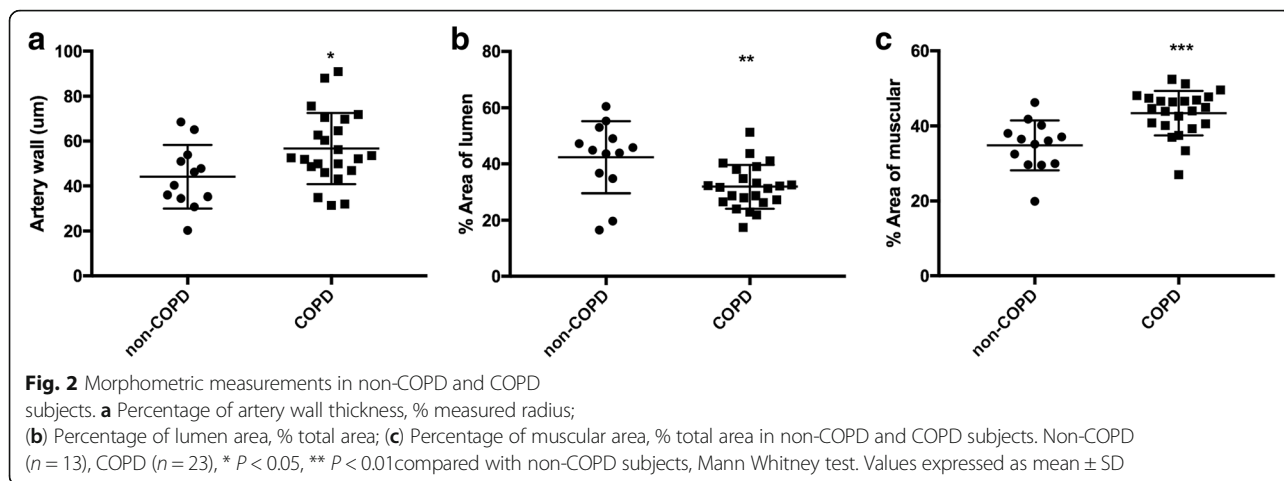 a
100
80
60
40
20
0
Artery wall (um)
*
non-COPD
COPD
b
80
60
40
20
0
% Area of lumen
**
non-COPD
COPD
c
60
40
20
0
% Area of muscular
***
non-COPD
COPD
Fig. 2 Morphometric measurements in non-COPD and COPD
subjects. a Percentage of artery wall thickness, % measured radius;
(b) Percentage of lumen area, % total area; (c) Percentage of muscular area, % total area in non-COPD and COPD subjects. Non-COPD
(n = 13), COPD (n = 23), * P < 0.05, ** P < 0.01compared with non-COPD subjects, Mann Whitney test. Values expressed as mean ± SD